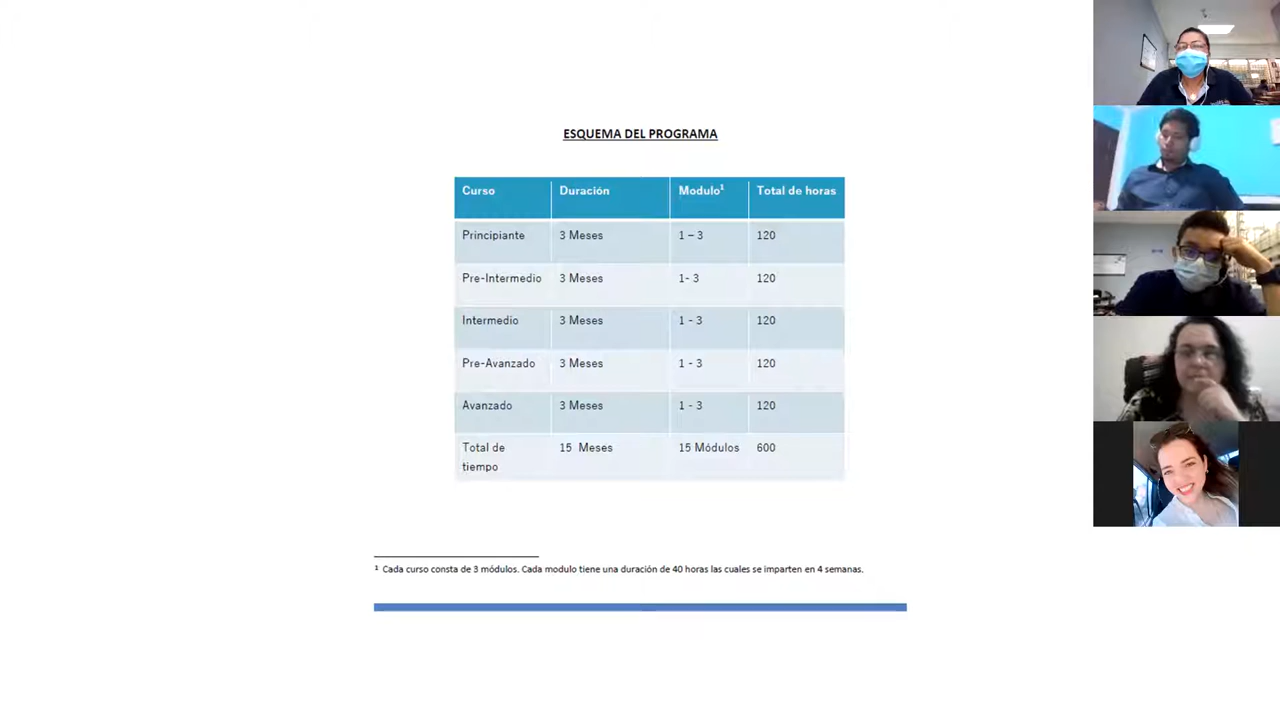 ESQUEMA DEL PROGRAMA
Curso Duración Modulo¹ Total de horas
Principiante 3 Meses 1 – 3 120
Pre-Intermedio 3 Meses 1- 3 120
Intermedio 3 Meses 1 - 3 120
Pre-Avanzado 3 Meses 1 - 3 120
Avanzado 3 Meses 1 - 3 120
Total de tiempo 15 Meses 15 Módulos 600
¹ Cada curso consta de 3 módulos. Cada modulo tiene una duración de 40 horas las cuales se imparten en 4 semanas.